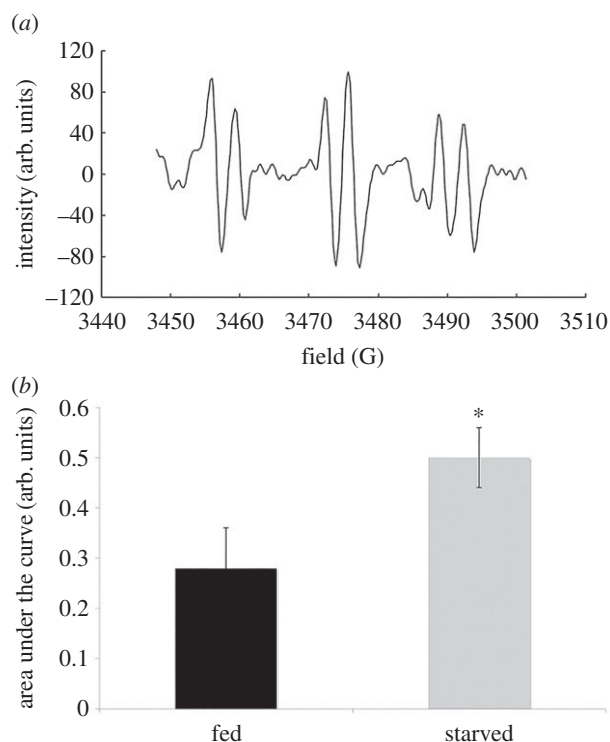 (a)
intensity (arb. units)
120
80
40
0
−40
−80
−120
3440 3450 3460 3470 3480 3490 3500 3510
field (G)
(b)
area under the curve (arb. units)
0.6
0.5
0.4
0.3
0.2
0.1
0
*
fed starved